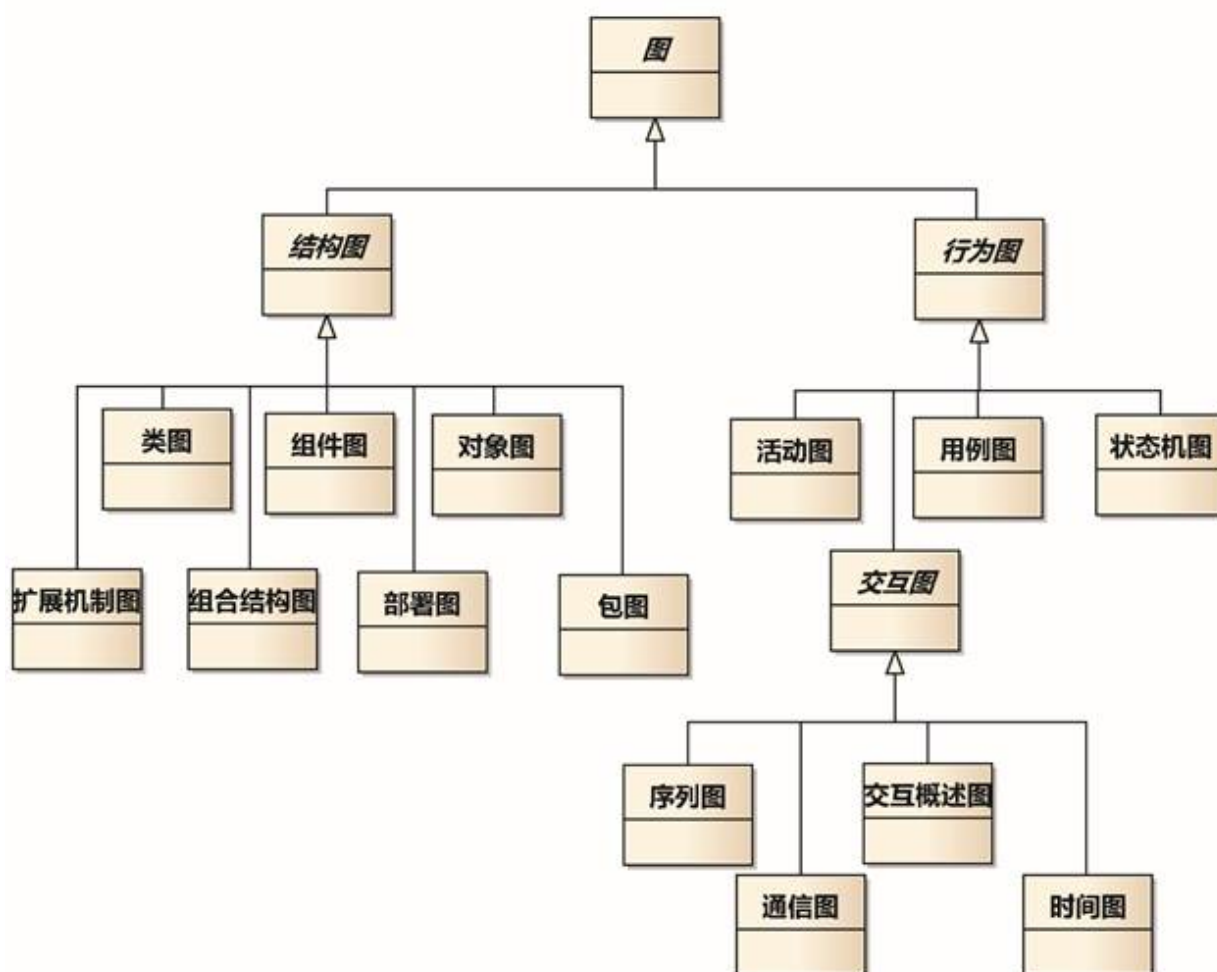 图
结构图
行为图
类图
组件图
对象图
活动图
用例图
状态机图
扩展机制图
组合结构图
部署图
包图
交互图
序列图
交互概述图
通信图
时间图